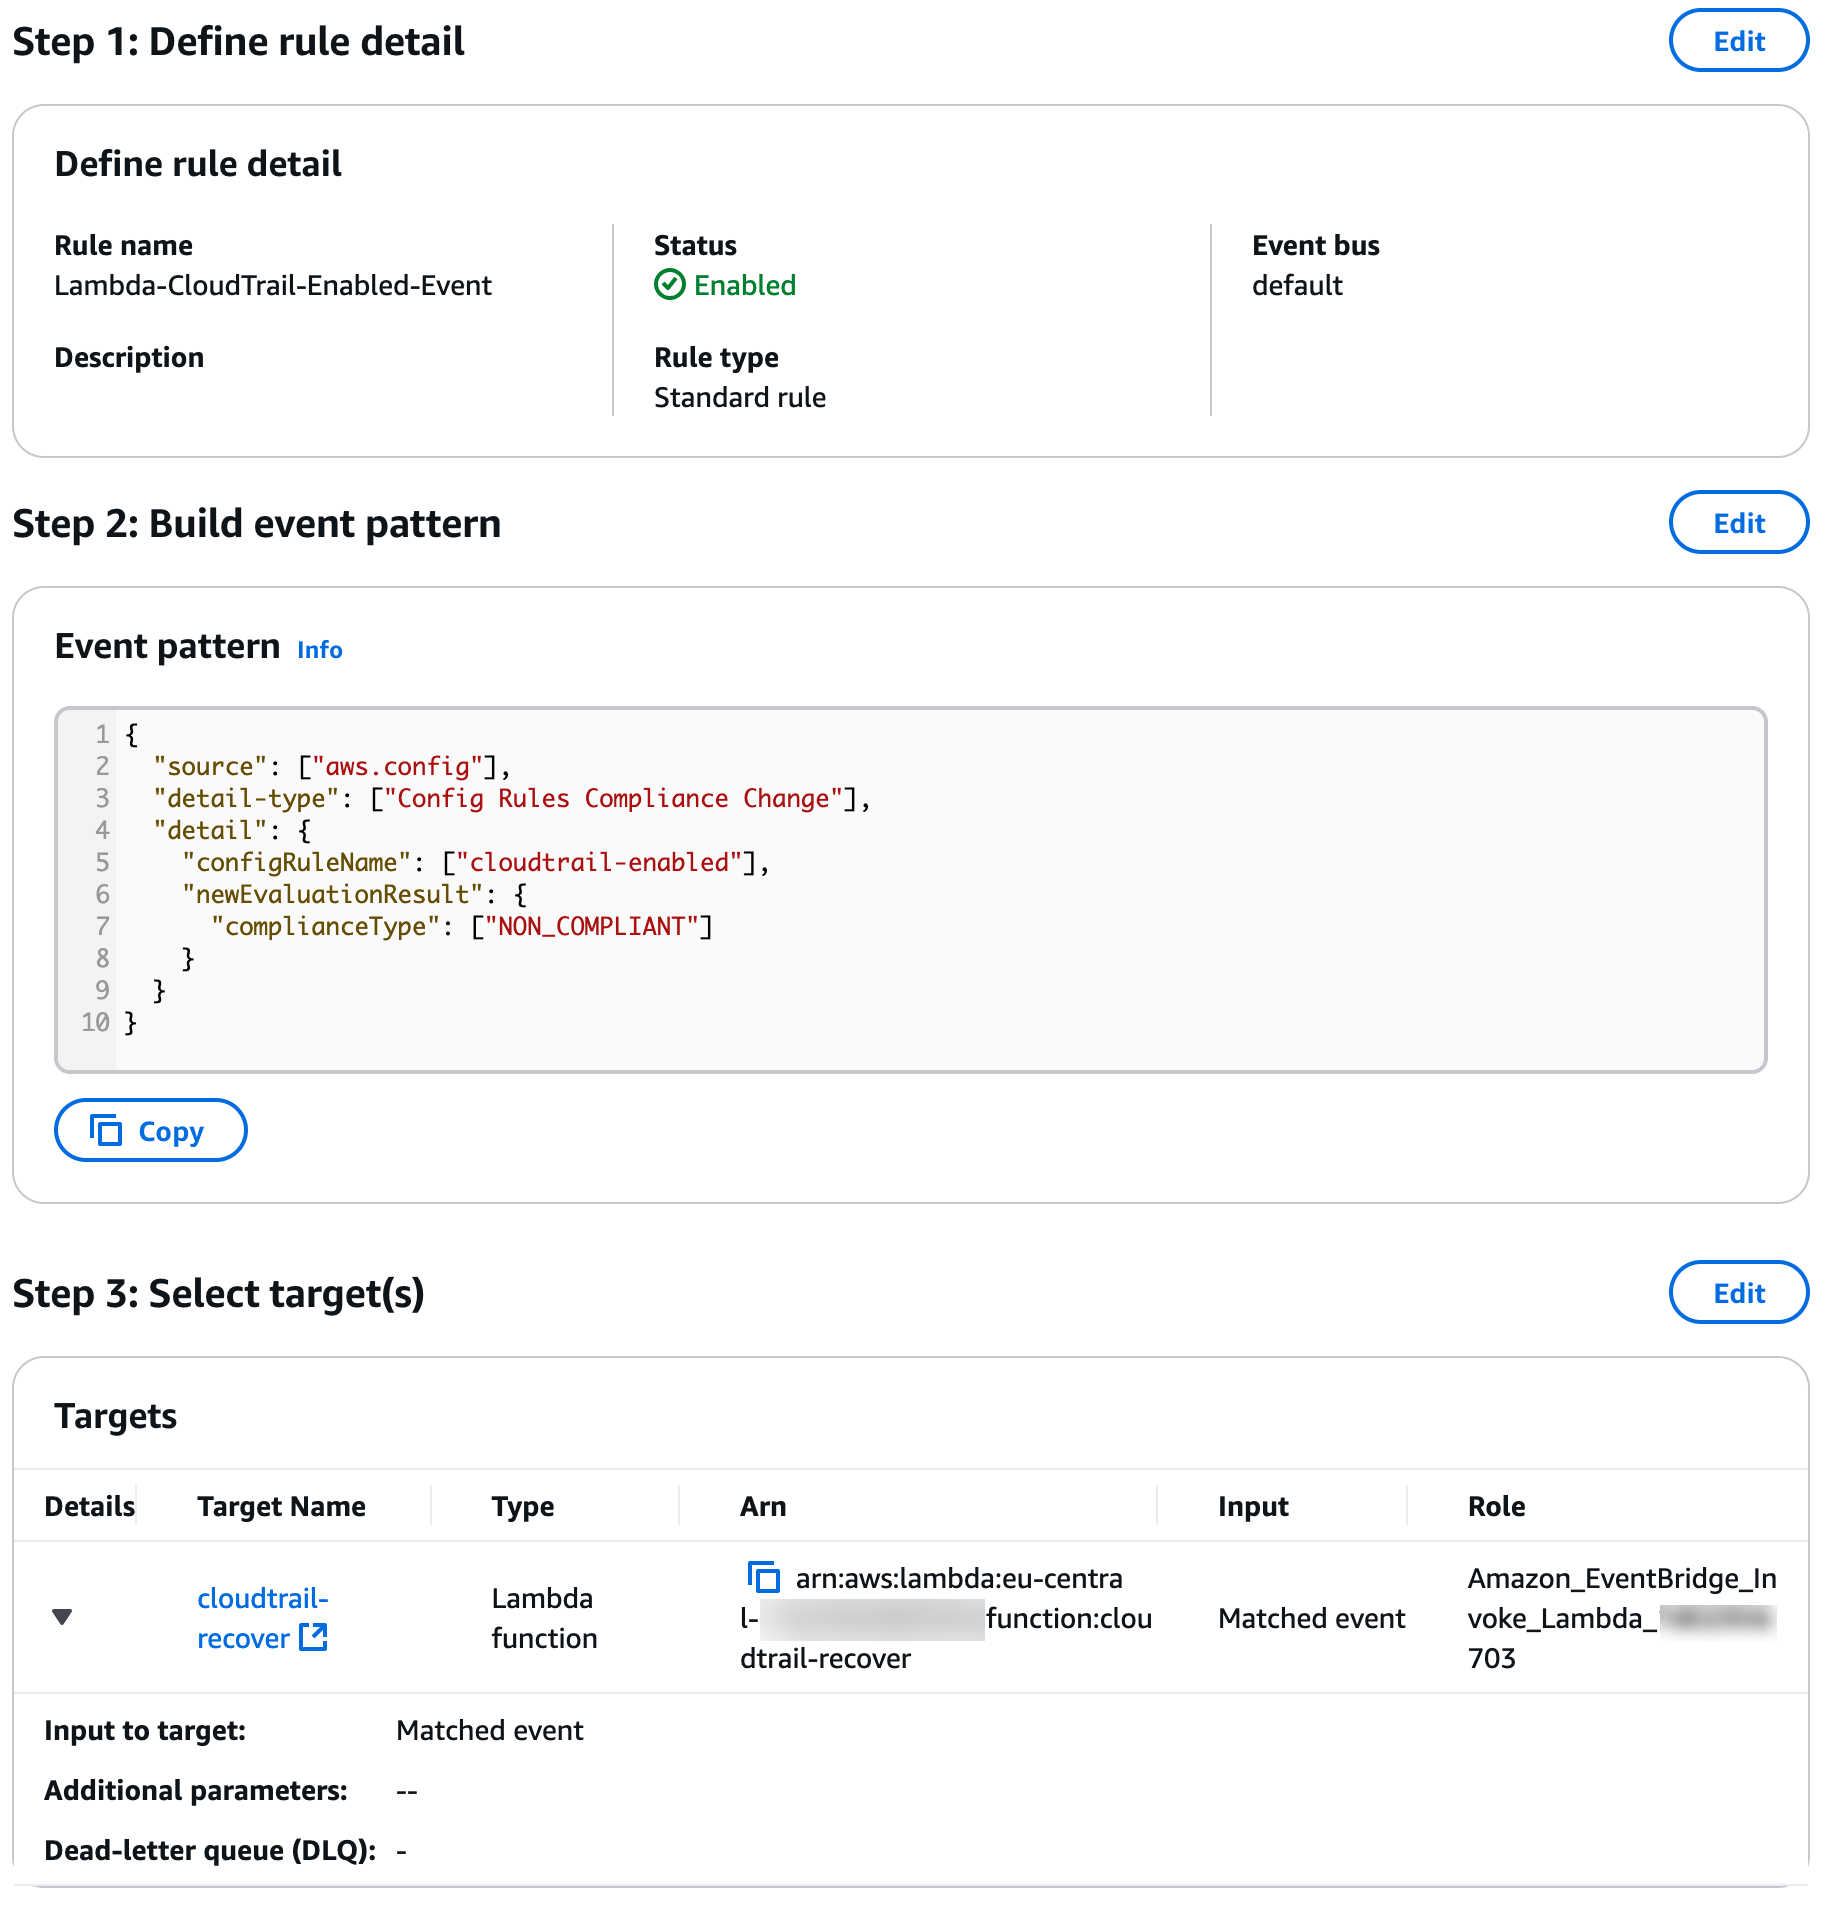 Step 1: Define rule detail
Edit
Define rule detail
Rule name
Lambda-CloudTrail-Enabled-Event
Status
Enabled
Event bus
default
Description
Rule type
Standard rule
Step 2: Build event pattern
Edit
Event pattern Info
1 {
2   "source": ["aws.config"],
3   "detail-type": ["Config Rules Compliance Change"],
4   "detail": {
5     "configRuleName": ["cloudtrail-enabled"],
6     "newEvaluationResult": {
7       "complianceType": ["NON_COMPLIANT"]
8     }
9   }
10 }
Copy
Step 3: Select target(s)
Edit
Targets
Details Target Name Type Arn Input Role
cloudtrail-
recover
Lambda
function
arn:aws:lambda:eu-centra
l- function:clou
dtrail-recover
Matched event
Amazon_EventBridge_In
voke_Lambda_
703
Input to target: Matched event
Additional parameters: --
Dead-letter queue (DLQ): -